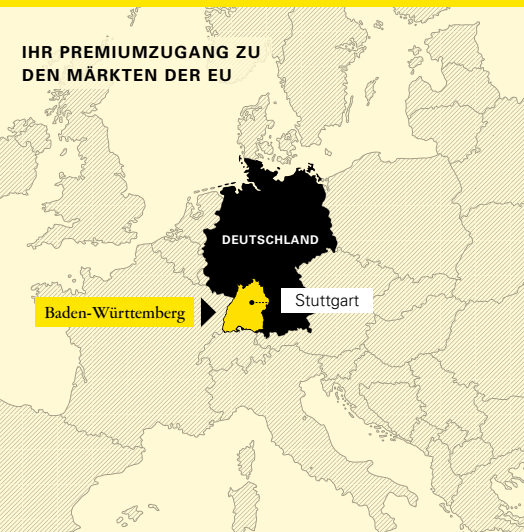 IHR PREMIUMZUGANG ZU
DEN MÄRKTEN DER EU
DEUTSCHLAND
Stuttgart
Baden-Württemberg